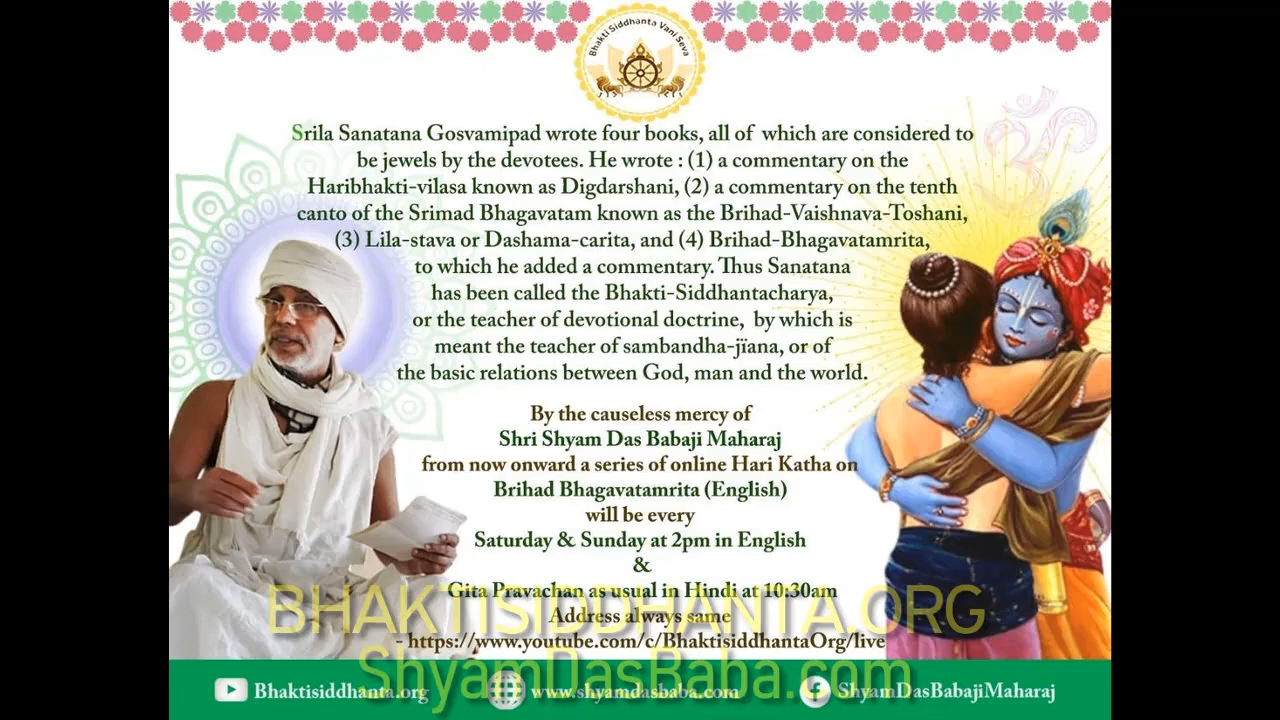 Bhakti Siddhanta Vani Seva
Srila Sanatana Gosvamipad wrote four books, all of which are considered to
be jewels by the devotees. He wrote : (1) a commentary on the
Haribhakti-vilasa known as Digdarshani, (2) a commentary on the tenth
canto of the Srimad Bhagavatam known as the Brihad-Vaishnava-Toshani,
(3) Lila-stava or Dashama-carita, and (4) Brihad-Bhagavatamrita,
to which he added a commentary. Thus Sanatana
has been called the Bhakti-Siddhantacharya,
or the teacher of devotional doctrine, by which is
meant the teacher of sambandha-jïana, or of
the basic relations between God, man and the world.
By the causeless mercy of
Shri Shyam Das Babaji Maharaj
from now onward a series of online Hari Katha on
Brihad Bhagavatamrita (English)
will be every
Saturday & Sunday at 2pm in English
&
Gita Pravachan as usual in Hindi at 10:30am
BHAKTISIDDHANTA.ORG
Address always same
- https://www.youtube.com/c/BhaktisiddhantaOrg/live
ShyamDasBaba.com
Bhaktisiddhanta.org www.shyamdasbaba.com ShyamDasBabajiMaharaj
ॐ